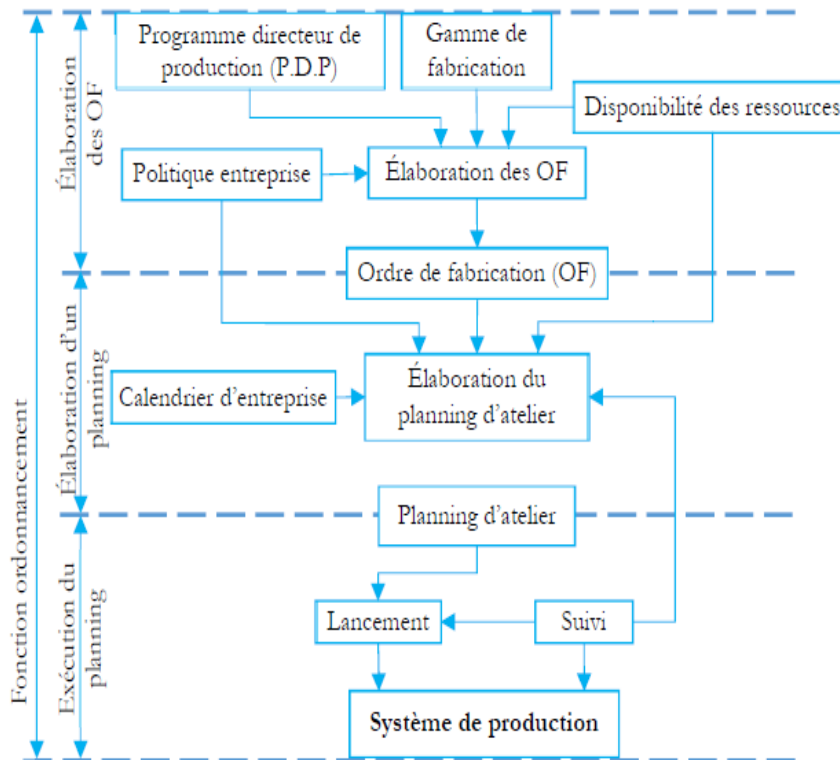 Programme directeur de
production (P.D.P)
Gamme de
fabrication
Disponibilité des ressources
Politique entreprise
Élaboration des OF
Ordre de fabrication (OF)
Calendrier d'entreprise
Élaboration du
planning d'atelier
Planning d'atelier
Lancement
Suivi
Système de production
Fonction ordonnancement
Élaboration
des OF
Élaboration d'un
planning
Exécution du
planning